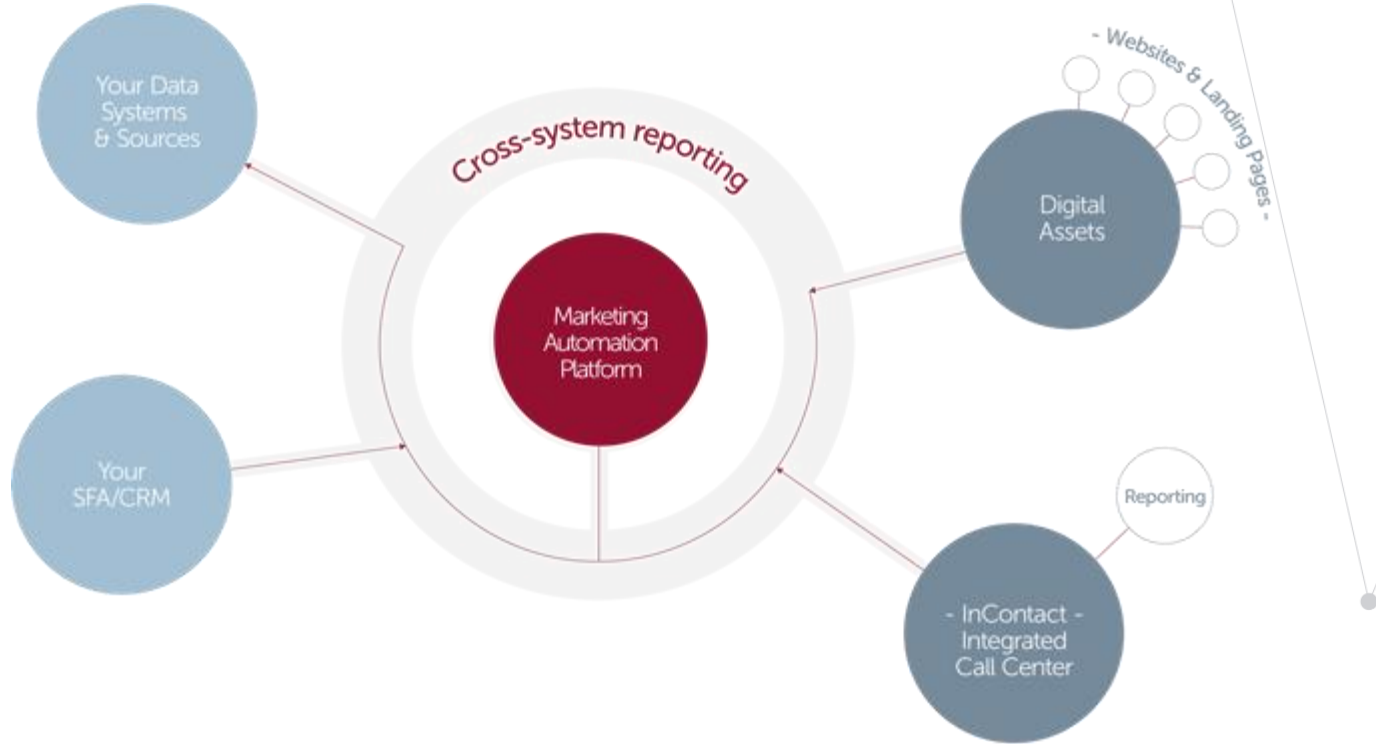 Your Data
Systems
& Sources
Cross-system reporting
- Websites & Landing Pages -
Digital
Assets
Marketing
Automation
Platform
Your
SFA/CRM
Reporting
- InContact -
Integrated
Call Center